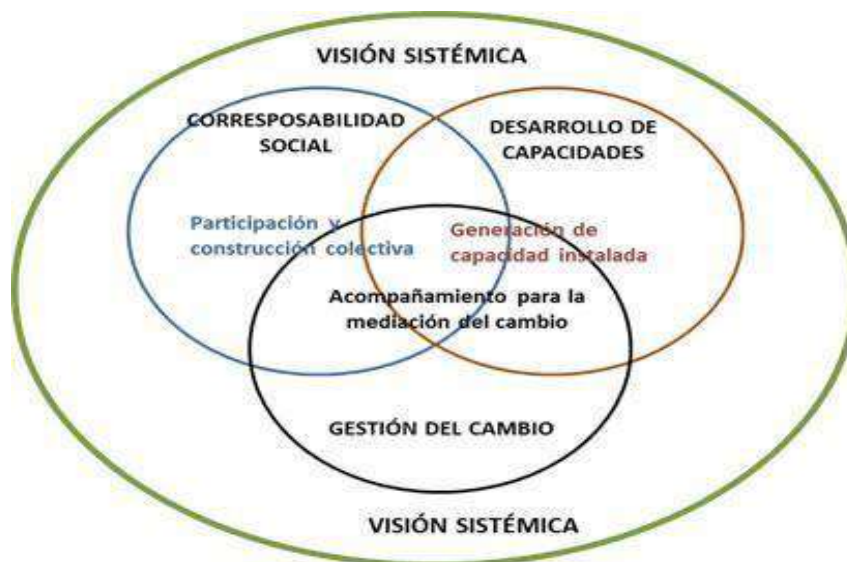 VISIÓN SISTÉMICA
CORRESPOSABILIDAD
SOCIAL
DESARROLLO DE
CAPACIDADES
Participación y
construcción colectiva
Generación de
capacidad instalada
Acompañamiento para la
mediación del cambio
GESTIÓN DEL CAMBIO
VISIÓN SISTÉMICA